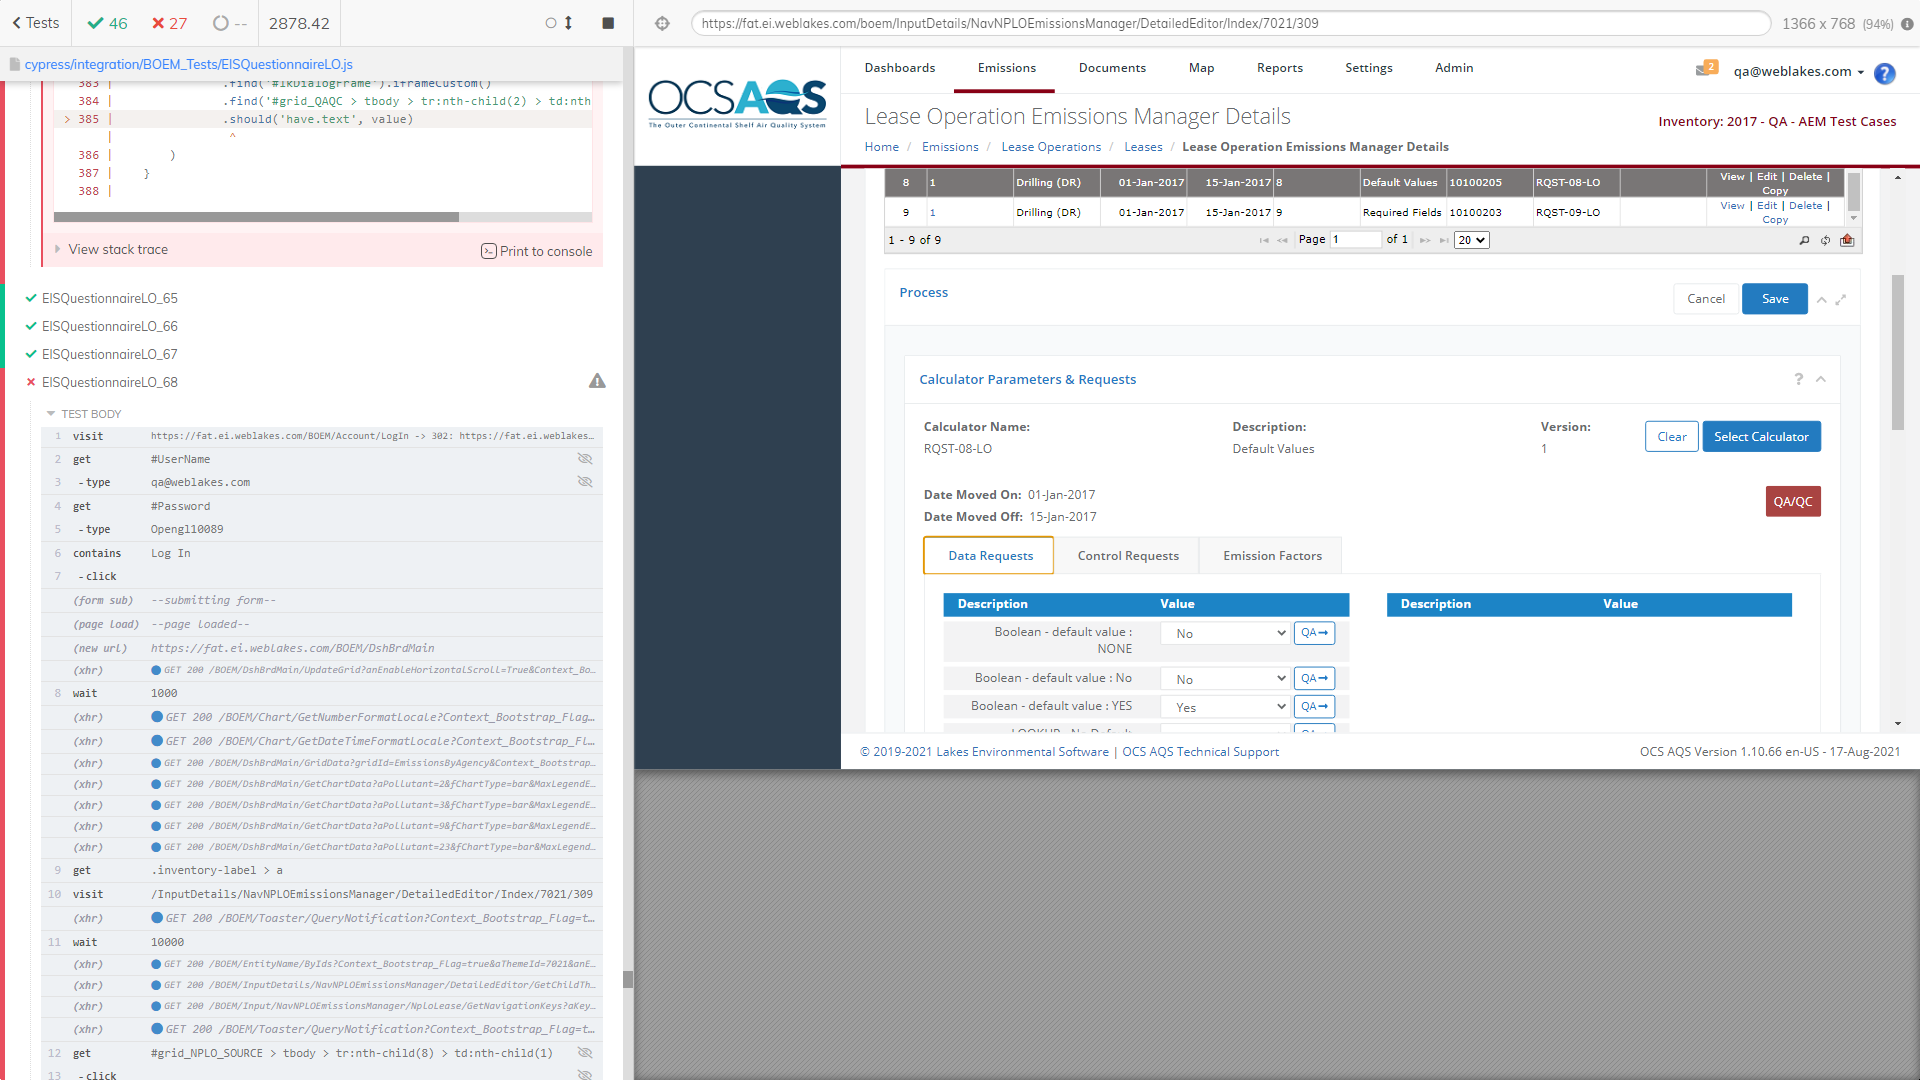 Tests
46
27
--
2878.42
https://fat.ei.weblakes.com/boem/InputDetails/NavNPLOEmissionsManager/DetailedEditor/Index/7021/309
1366 x 768 (94%)
cypress/integration/BOEM_Tests/EISQuestionnaireLO.js
383 | .find('#lkDialogFrame').iframeCustom()
384 | .find('#grid_QAQC > tbody > tr:nth-child(2) > td:nth
> 385 | .should('have.text', value)
| ^
386 | )
387 | }
388 |
View stack trace
Print to console
EISQuestionnaireLO_65
EISQuestionnaireLO_66
EISQuestionnaireLO_67
EISQuestionnaireLO_68
TEST BODY
1 visit https://fat.ei.weblakes.com/BOEM/Account/LogIn -> 302: https://fat.ei.weblakes...
2 get #UserName
3 -type qa@weblakes.com
4 get #Password
5 -type Opengl10089
6 contains Log In
7 -click
(form sub) --submitting form--
(page load) --page loaded--
(new url) https://fat.ei.weblakes.com/BOEM/DshBrdMain
(xhr) GET 200 /BOEM/DshBrdMain/UpdateGrid?anEnableHorizontalScroll=True&Context_Bo...
8 wait 1000
(xhr) GET 200 /BOEM/Chart/GetNumberFormatLocale?Context_Bootstrap_Flag...
(xhr) GET 200 /BOEM/Chart/GetDateTimeFormatLocale?Context_Bootstrap_Fl...
(xhr) GET 200 /BOEM/DshBrdMain/GridData?gridId=EmissionsByAgency&Context_Bootstrap...
(xhr) GET 200 /BOEM/DshBrdMain/GetChartData?aPollutant=2&fChartType=bar&MaxLegendE...
(xhr) GET 200 /BOEM/DshBrdMain/GetChartData?aPollutant=3&fChartType=bar&MaxLegendE...
(xhr) GET 200 /BOEM/DshBrdMain/GetChartData?aPollutant=9&fChartType=bar&MaxLegendE...
(xhr) GET 200 /BOEM/DshBrdMain/GetChartData?aPollutant=23&fChartType=bar&MaxLegend...
9 get .inventory-label > a
10 visit /InputDetails/NavNPLOEmissionsManager/DetailedEditor/Index/7021/309
(xhr) GET 200 /BOEM/Toaster/QueryNotification?Context_Bootstrap_Flag=t...
11 wait 10000
(xhr) GET 200 /BOEM/EntityName/ByIds?Context_Bootstrap_Flag=true&aThemeId=7021&anE...
(xhr) GET 200 /BOEM/InputDetails/NavNPLOEmissionsManager/DetailedEditor/GetChildTh...
(xhr) GET 200 /BOEM/Input/NavNPLOEmissionsManager/NploLease/GetNavigationKeys?aKey...
(xhr) GET 200 /BOEM/Toaster/QueryNotification?Context_Bootstrap_Flag=t...
12 get #grid_NPLO_SOURCE > tbody > tr:nth-child(8) > td:nth-child(1)
13 -click
OCSAQS
The Outer Continental Shelf Air Quality System
Dashboards Emissions Documents Map Reports Settings Admin
2
qa@weblakes.com
?
Lease Operation Emissions Manager Details
Inventory: 2017 - QA - AEM Test Cases
Home / Emissions / Lease Operations / Leases / Lease Operation Emissions Manager Details
8 1 Drilling (DR) 01-Jan-2017 15-Jan-2017 8 Default Values 10100205 RQST-08-LO View | Edit | Delete | Copy
9 1 Drilling (DR) 01-Jan-2017 15-Jan-2017 9 Required Fields 10100203 RQST-09-LO View | Edit | Delete | Copy
1 - 9 of 9
Page 1 of 1 20
Process
Cancel
Save
Calculator Parameters & Requests
?
Calculator Name: Description: Version:
RQST-08-LO Default Values 1
Clear
Select Calculator
Date Moved On: 01-Jan-2017
Date Moved Off: 15-Jan-2017
QA/QC
Data Requests Control Requests Emission Factors
Description Value
Description Value
Boolean - default value : NONE No QA
Boolean - default value : No No QA
Boolean - default value : YES Yes QA
LOOKUP - No Default QA
© 2019-2021 Lakes Environmental Software | OCS AQS Technical Support
OCS AQS Version 1.10.66 en-US - 17-Aug-2021